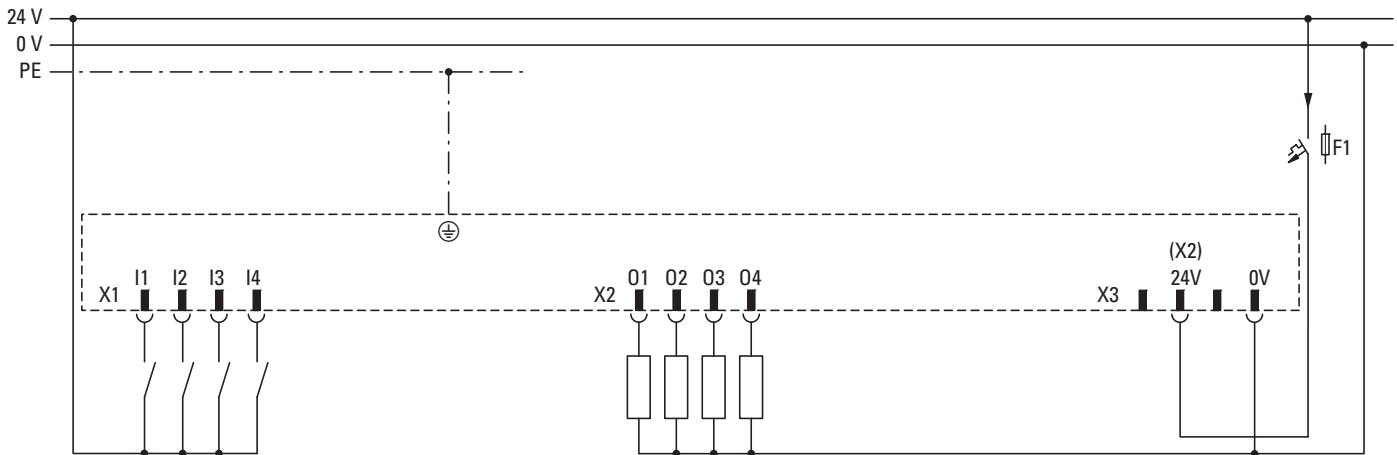 24 V
0 V
PE
F1
(X2)
X1 I1 I2 I3 I4 X2 O1 O2 O3 O4 X3 24V 0V